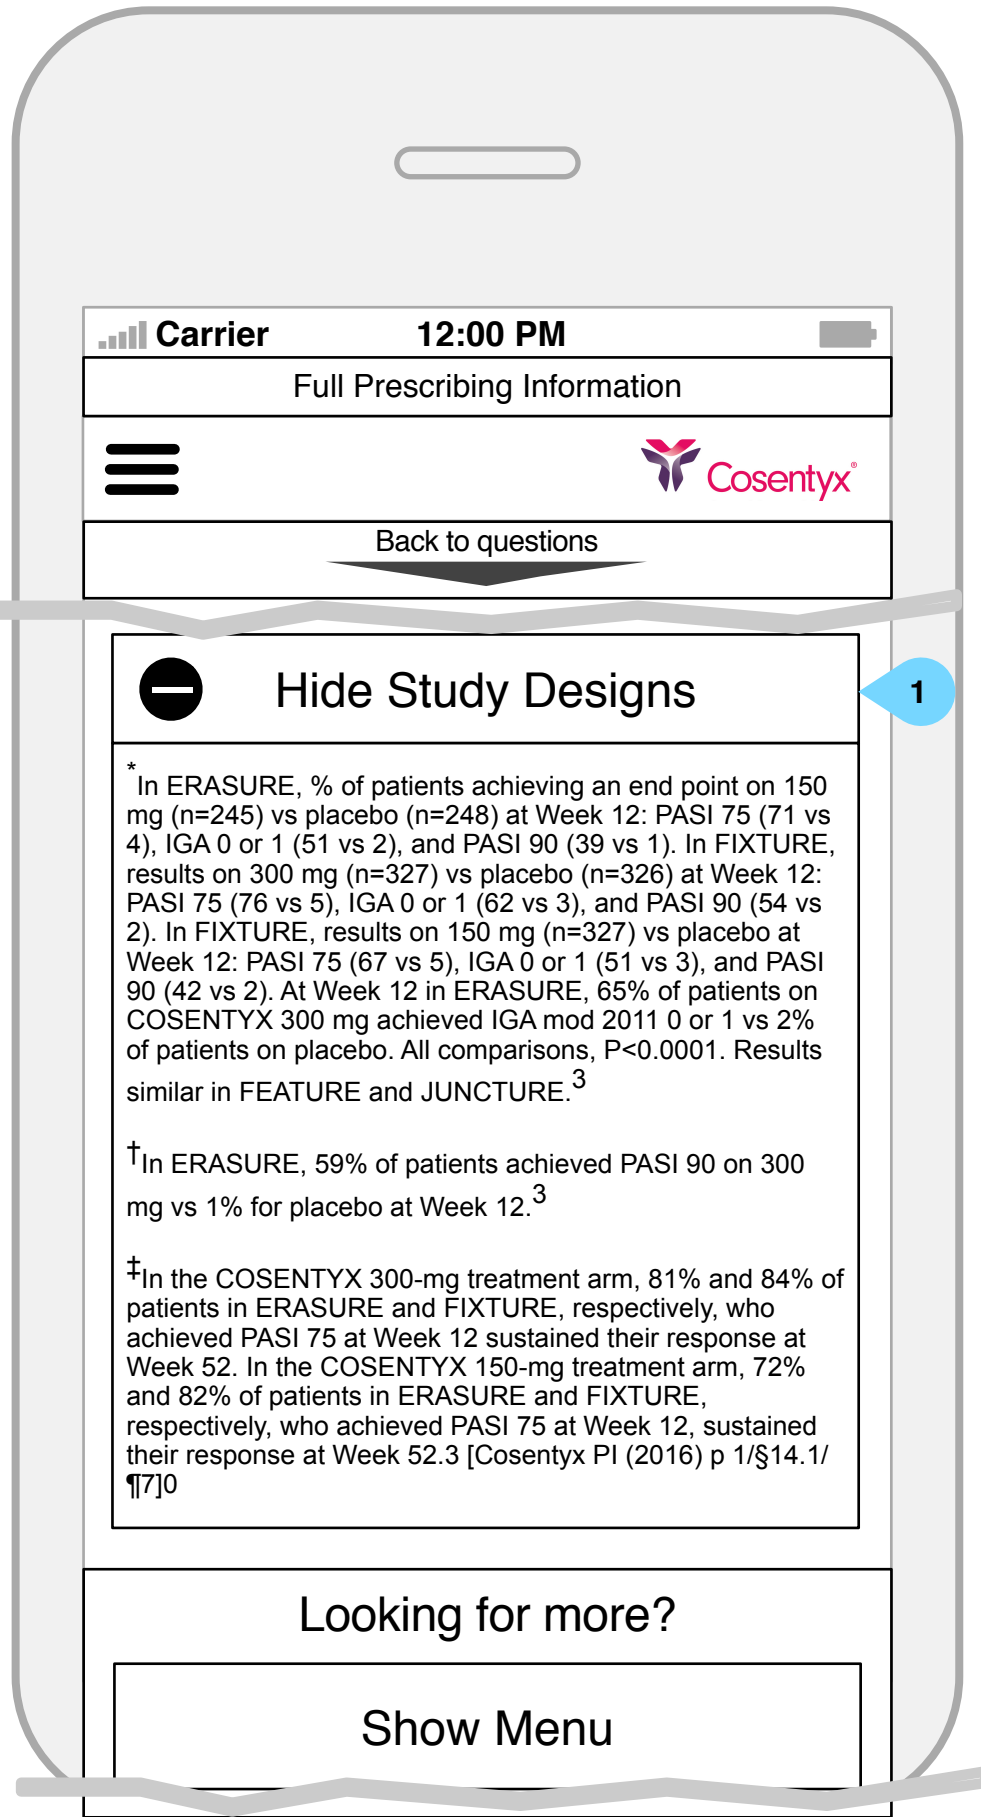 Carrier 12:00 PM
Full Prescribing Information
Cosentyx®
Back to questions
Hide Study Designs
1
*In ERASURE, % of patients achieving an end point on 150
mg (n=245) vs placebo (n=248) at Week 12: PASI 75 (71 vs
4), IGA 0 or 1 (51 vs 2), and PASI 90 (39 vs 1). In FIXTURE,
results on 300 mg (n=327) vs placebo (n=326) at Week 12:
PASI 75 (76 vs 5), IGA 0 or 1 (62 vs 3), and PASI 90 (54 vs
2). In FIXTURE, results on 150 mg (n=327) vs placebo at
Week 12: PASI 75 (67 vs 5), IGA 0 or 1 (51 vs 3), and PASI
90 (42 vs 2). At Week 12 in ERASURE, 65% of patients on
COSENTYX 300 mg achieved IGA mod 2011 0 or 1 vs 2%
of patients on placebo. All comparisons, P<0.0001. Results
similar in FEATURE and JUNCTURE.3
†In ERASURE, 59% of patients achieved PASI 90 on 300
mg vs 1% for placebo at Week 12.3
‡In the COSENTYX 300-mg treatment arm, 81% and 84% of
patients in ERASURE and FIXTURE, respectively, who
achieved PASI 75 at Week 12 sustained their response at
Week 52. In the COSENTYX 150-mg treatment arm, 72%
and 82% of patients in ERASURE and FIXTURE,
respectively, who achieved PASI 75 at Week 12, sustained
their response at Week 52.3 [Cosentyx PI (2016) p 1/§14.1/
¶7]0
Looking for more?
Show Menu